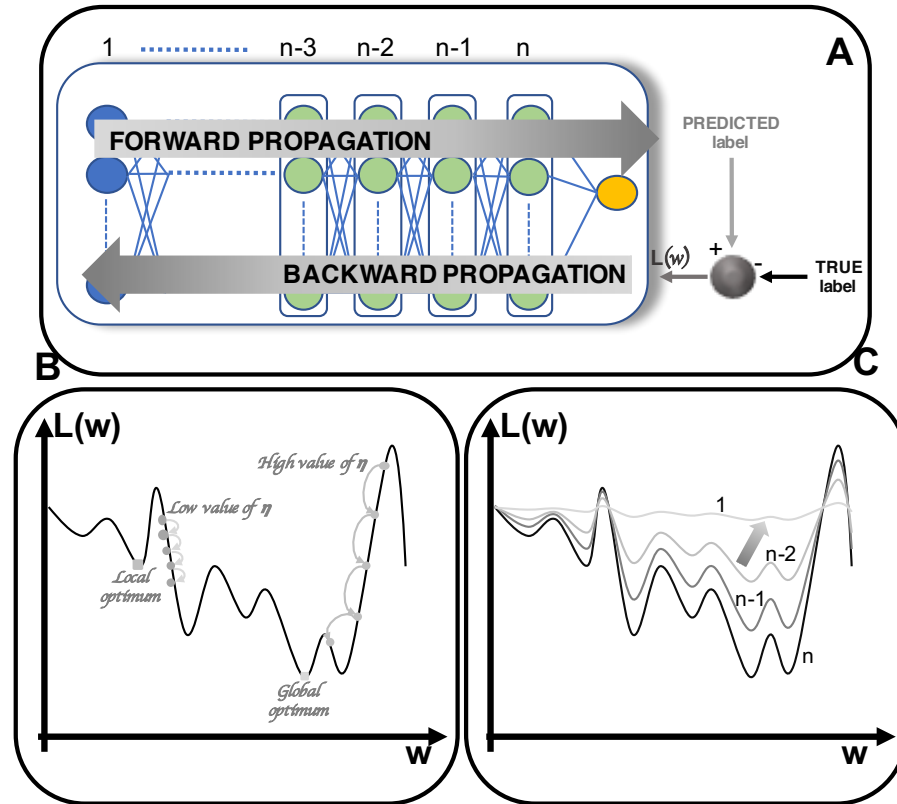 A
1 n-3 n-2 n-1 n
FORWARD PROPAGATION
PREDICTED
label
+
-
L(w)
TRUE
label
BACKWARD PROPAGATION
B
L(w)
High value of η
Low value of η
Local
optimum
Global
optimum
w
C
L(w)
1
n-2
n-1
n
w